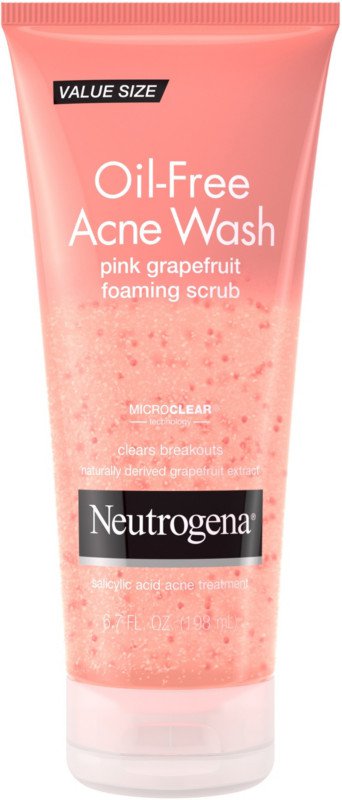 VALUE SIZE
Oil-Free
Acne Wash
pink grapefruit
foaming scrub
MICROCLEAR
technology
clears breakouts
naturally derived grapefruit extract
Neutrogena®
salicylic acid acne treatment
6.7 FL. OZ. (198 mL)